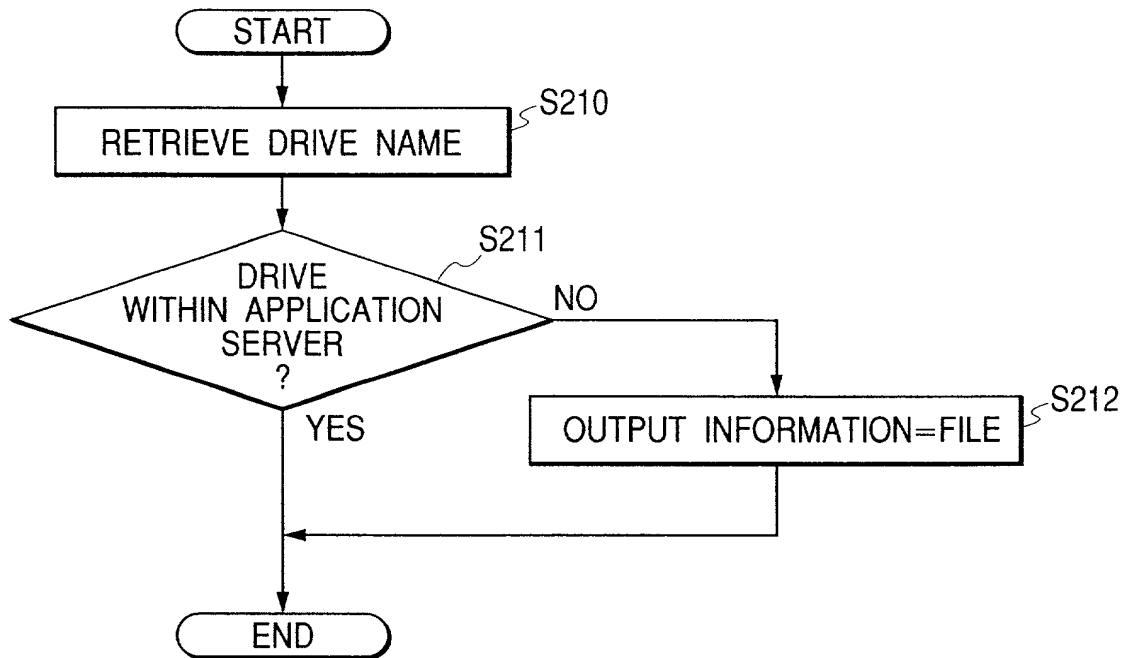 START
S210
RETRIEVE DRIVE NAME
S211
DRIVE
WITHIN APPLICATION
SERVER
?
NO
YES
S212
OUTPUT INFORMATION=FILE
END